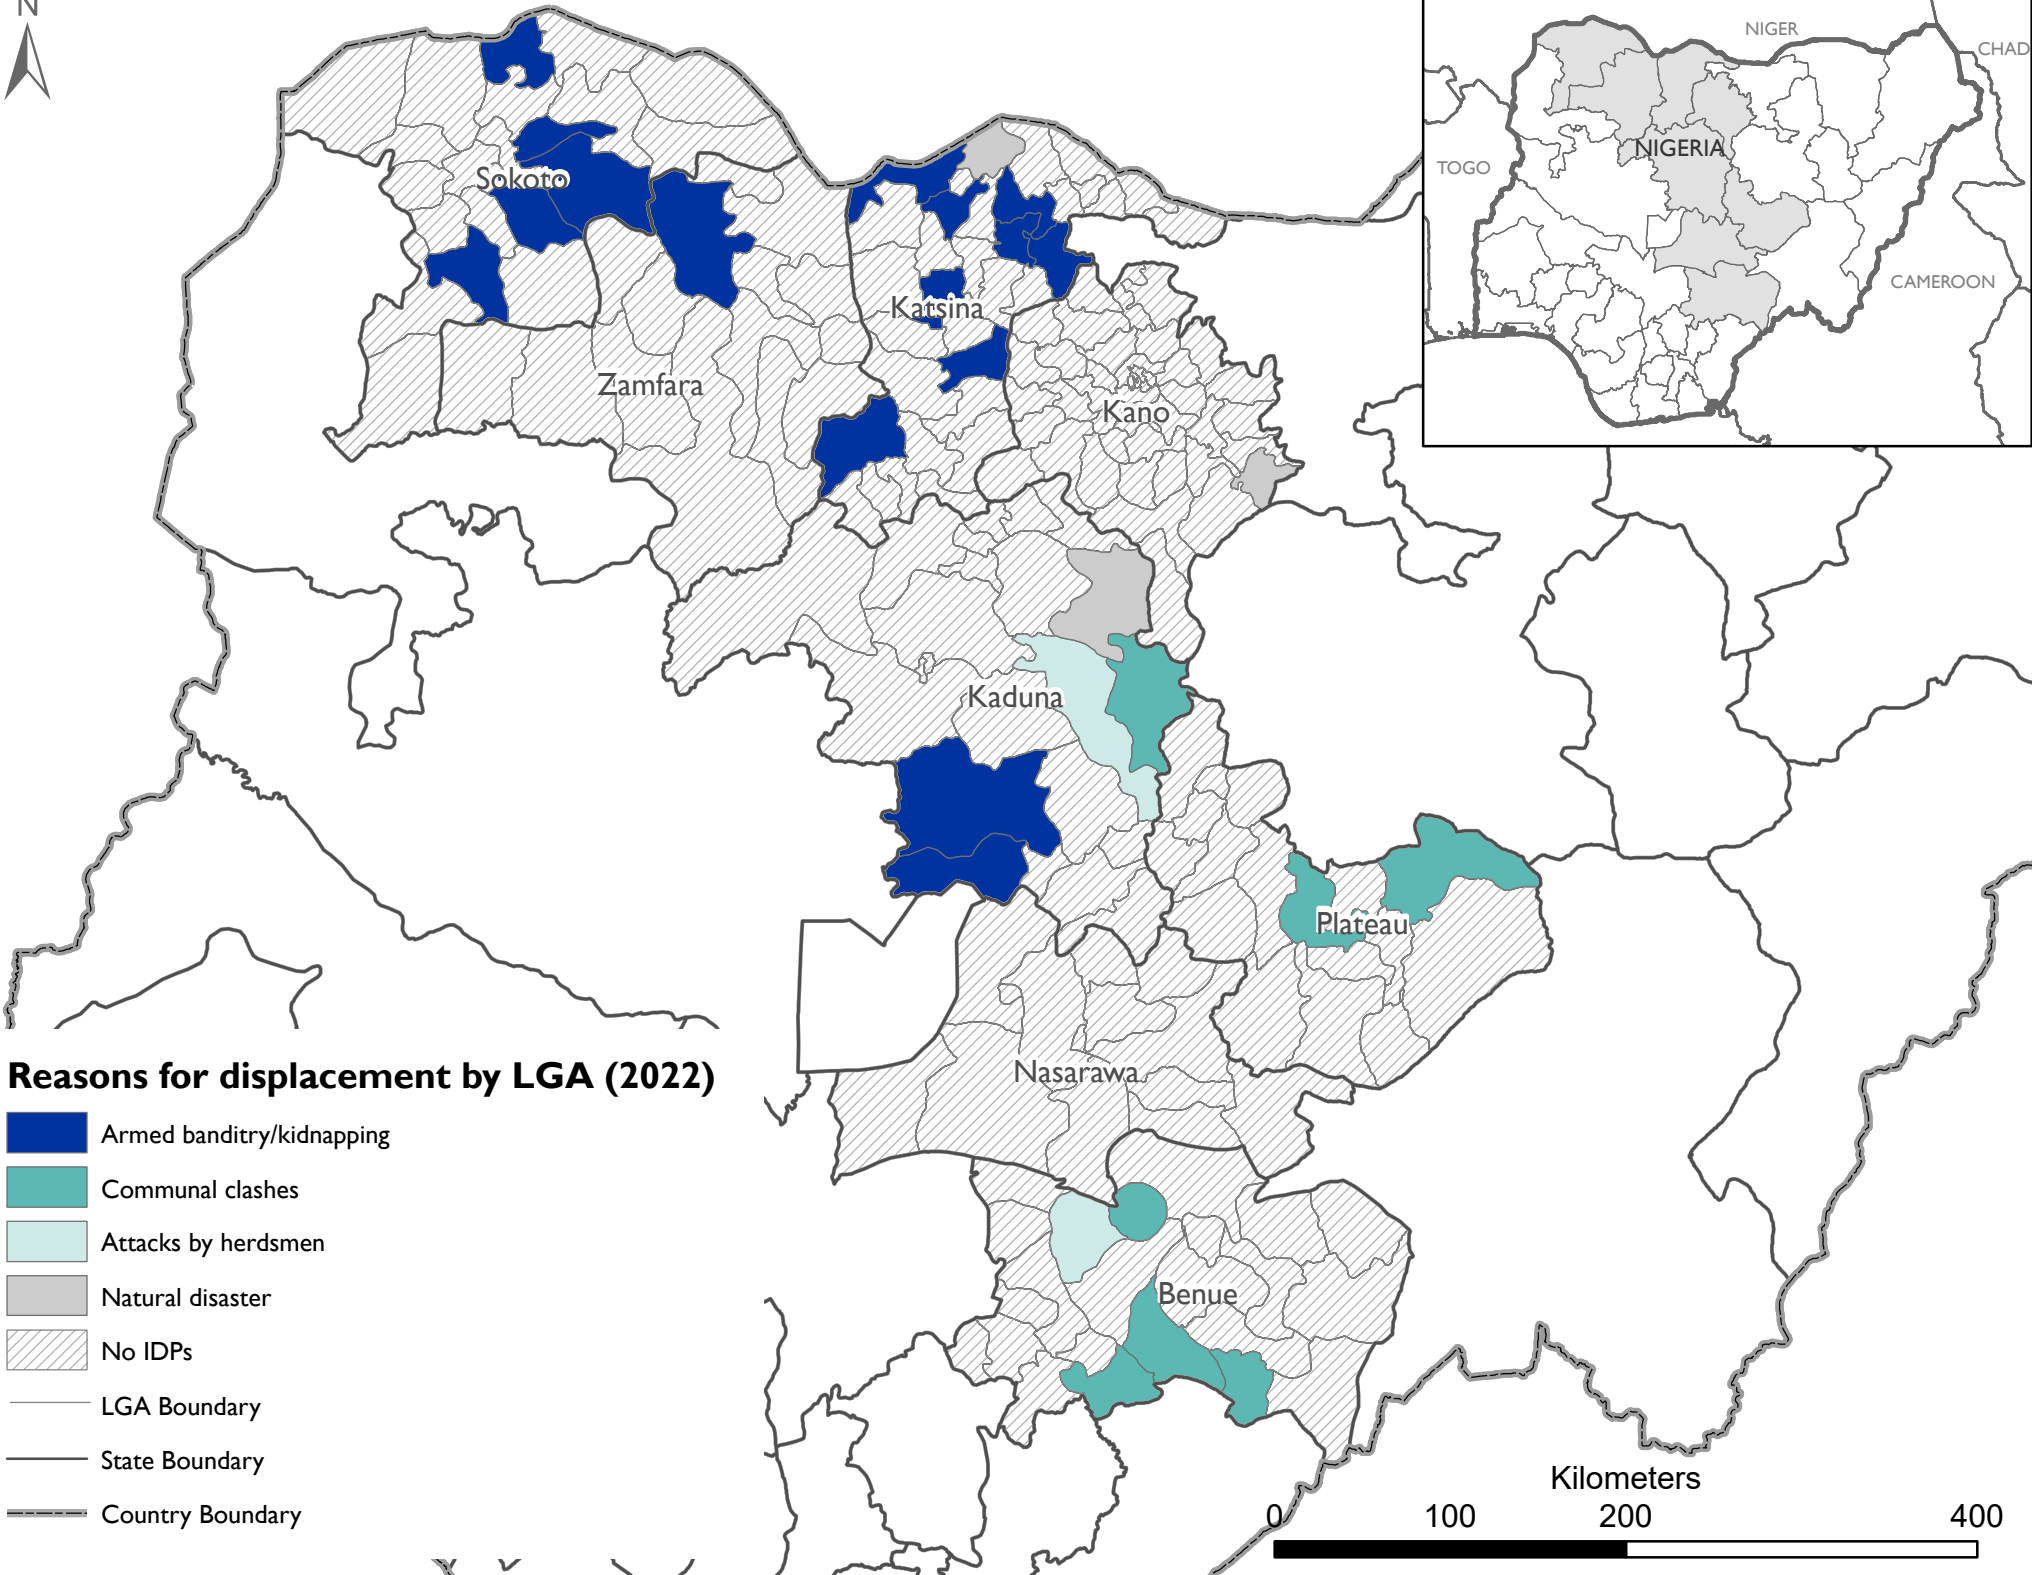 N
NIGER
CHAD
NIGERIA
TOGO
CAMEROON
Sokoto
Katsina
Zamfara
Kano
Kaduna
Plateau
Nasarawa
Benue
Reasons for displacement by LGA (2022)
Armed banditry/kidnapping
Communal clashes
Attacks by herdsmen
Natural disaster
No IDPs
LGA Boundary
State Boundary
Country Boundary
Kilometers
0 100 200 400